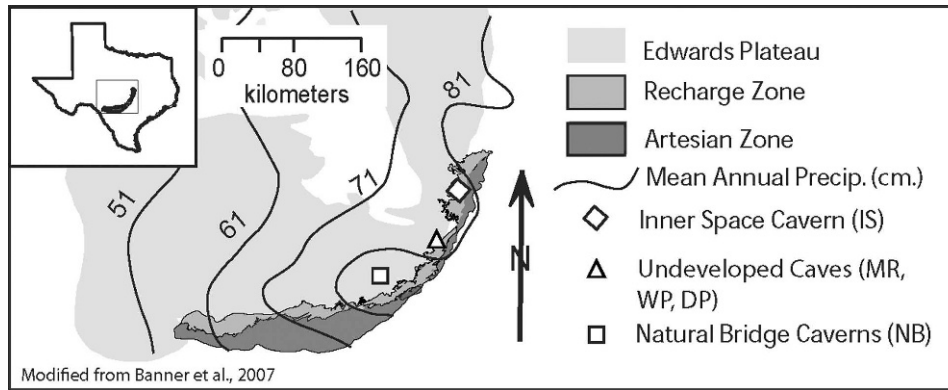 0 80 160
kilometers
51
61
71
81
N
Edwards Plateau
Recharge Zone
Artesian Zone
Mean Annual Precip. (cm.)
Inner Space Cavern (IS)
Undeveloped Caves (MR,
WP, DP)
Natural Bridge Caverns (NB)
Modified from Banner et al., 2007